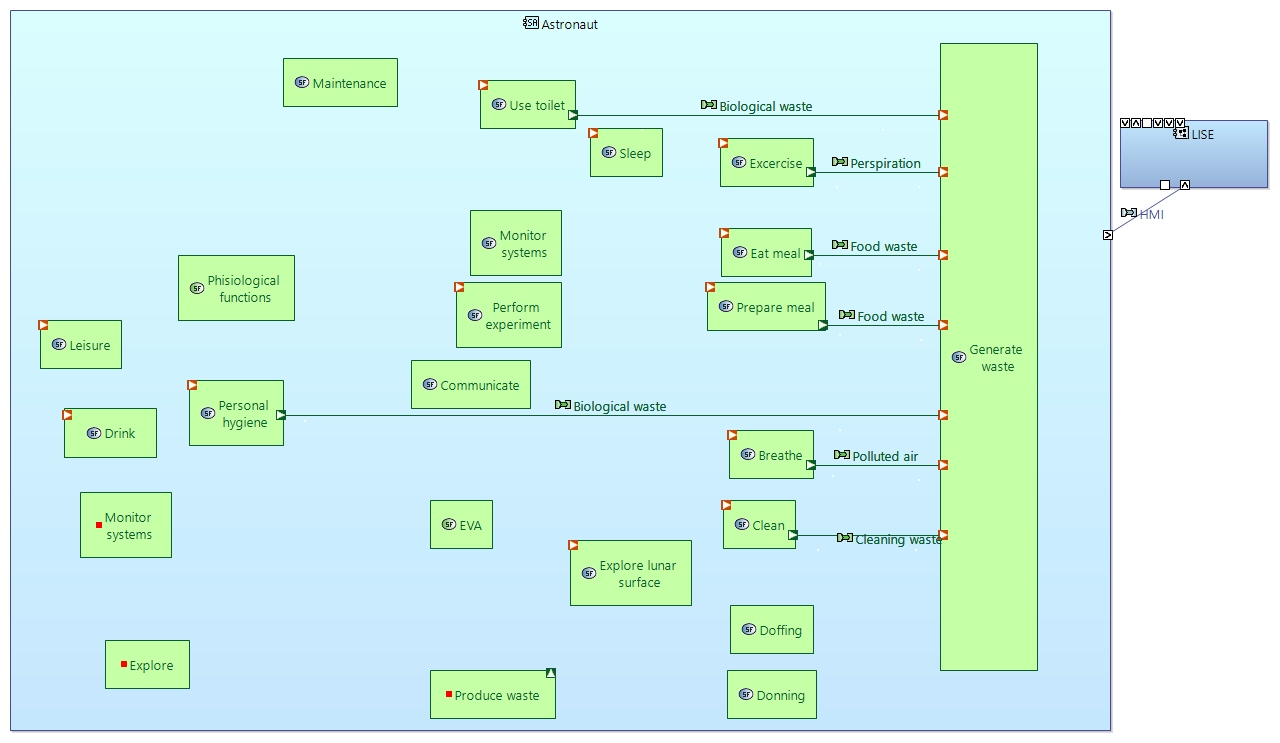 Astronaut
Maintenance
Use toilet
Biological waste
LISE
Sleep
Excercise
Perspiration
HMI
Monitor
systems
Eat meal
Food waste
Phisiological
functions
Perform
experiment
Prepare meal
Food waste
Leisure
Generate
waste
Communicate
Personal
hygiene
Biological waste
Drink
Breathe
Polluted air
Monitor
systems
EVA
Clean
Cleaning waste
Explore lunar
surface
Doffing
Explore
Produce waste
Donning